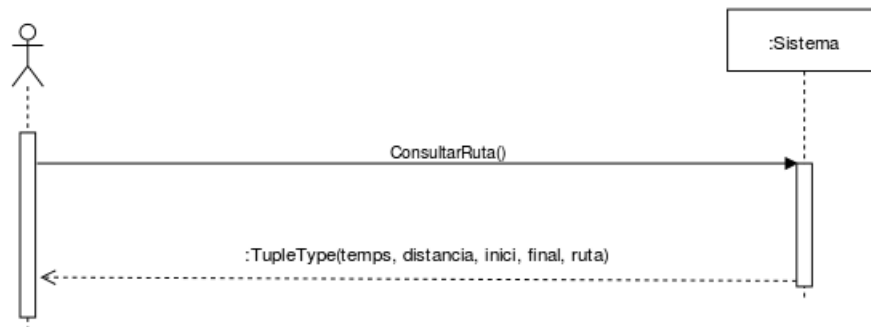 :Sistema
ConsultarRuta()
:TupleType(temps, distancia, inici, final, ruta)